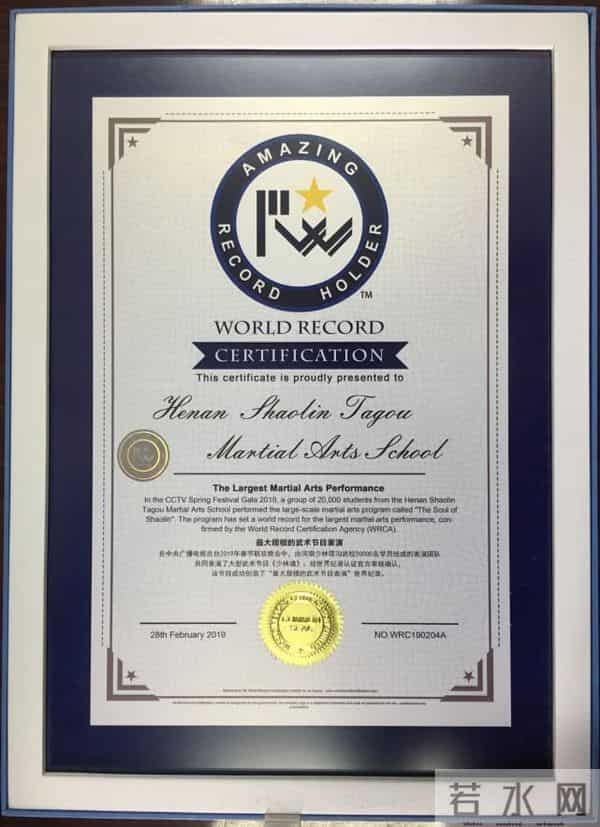 AMAZING
RECORD HOLDER
TM
WORLD RECORD
CERTIFICATION
This certificate is proudly presented to
Henan Shaolin Tagou
Martial Arts School
The Largest Martial Arts Performance
In the CCTV Spring Festival Gala 2019, a group of 20,000 students from the Henan Shaolin
Tagou Martial Arts School performed the large-scale martial arts program called "The Soul of
Shaolin". The program has set a world record for the largest martial arts performance, con-
firmed by the World Record Certification Agency (WRCA).
最大规模的武术节目表演
在中央广播电视总台2019年春节联欢晚会中，由河南少林塔沟武校20000名学员组成的表演团队
共同表演了大型武术节目《少林魂》，经世界纪录认证官方审核确认，
该节目成功创造了“最大规模的武术节目表演”世界纪录。
28th February 2019
NO.WRC190204A
若水网